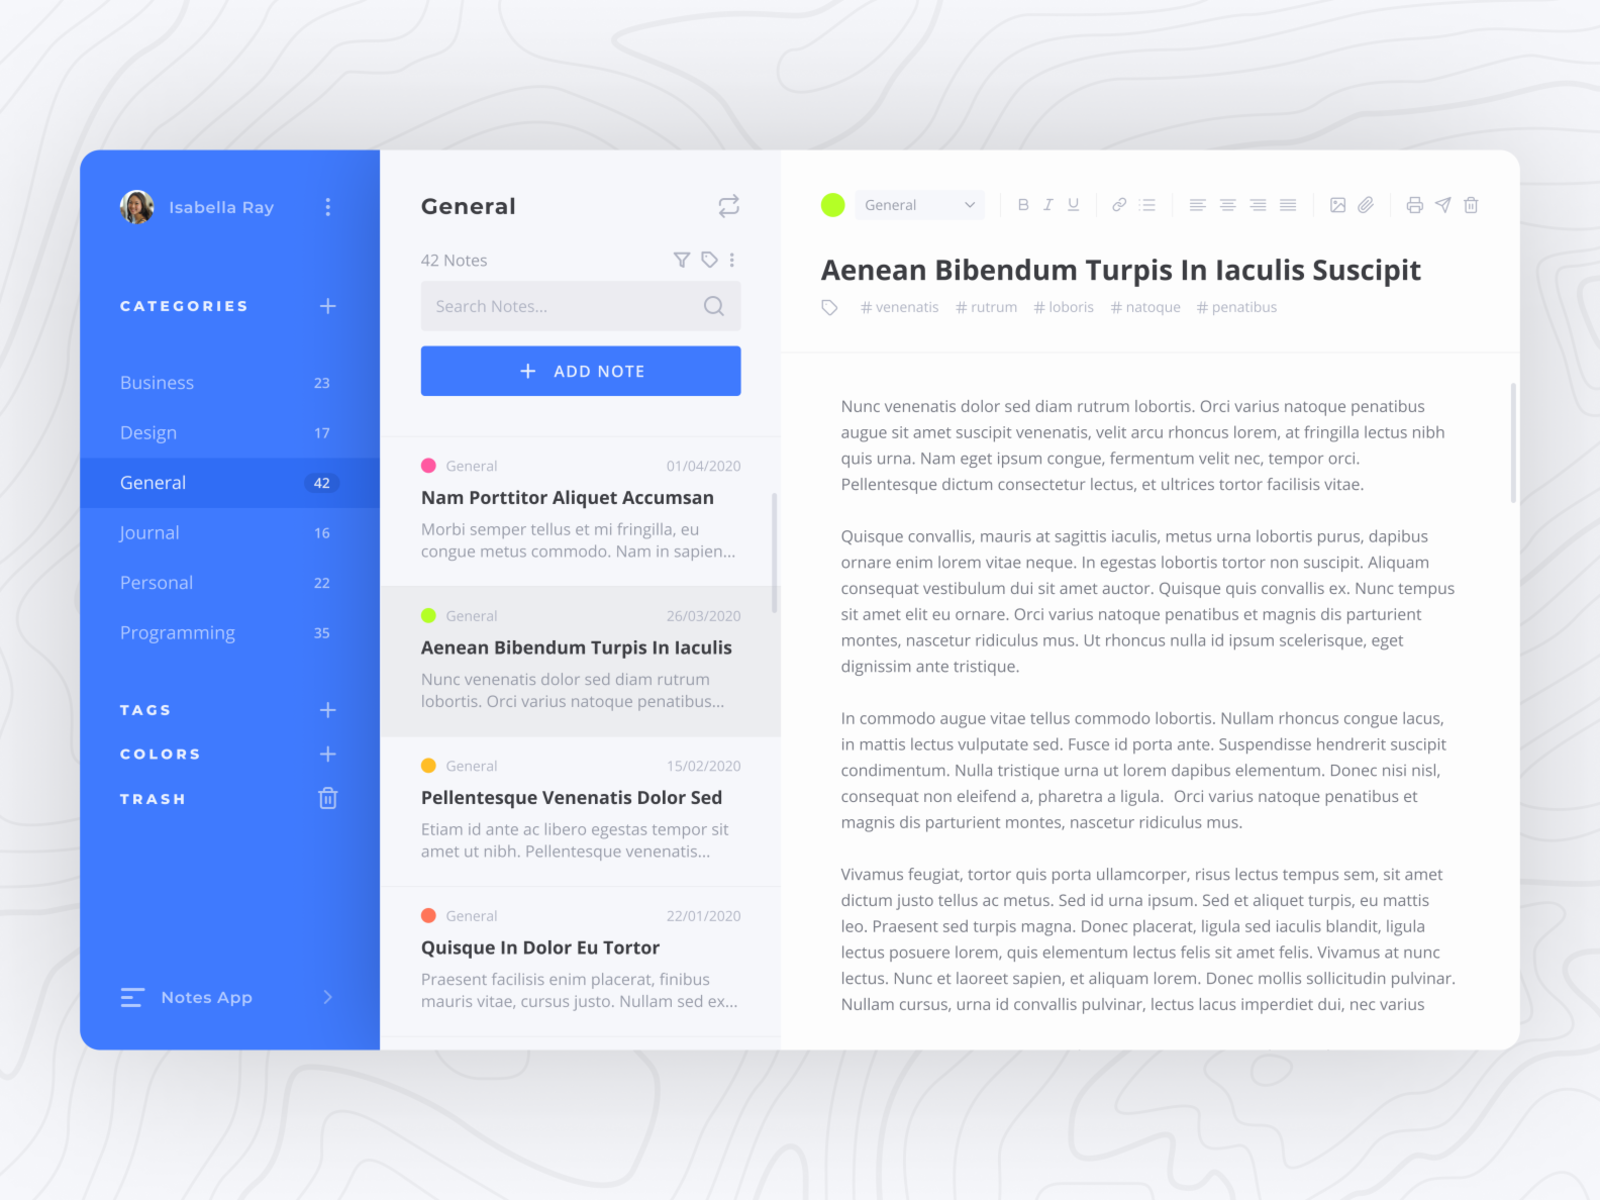 Isabella Ray
CATEGORIES
Business 23
Design 17
General 42
Journal 16
Personal 22
Programming 35
TAGS
COLORS
TRASH
Notes App
General
42 Notes
Search Notes...
ADD NOTE
General 01/04/2020
Nam Porttitor Aliquet Accumsan
Morbi semper tellus et mi fringilla, eu
congue metus commodo. Nam in sapien...
General 26/03/2020
Aenean Bibendum Turpis In Iaculis
Nunc venenatis dolor sed diam rutrum
lobortis. Orci varius natoque penatibus...
General 15/02/2020
Pellentesque Venenatis Dolor Sed
Etiam id ante ac libero egestas tempor sit
amet ut nibh. Pellentesque venenatis...
General 22/01/2020
Quisque In Dolor Eu Tortor
Praesent facilisis enim placerat, finibus
mauris vitae, cursus justo. Nullam sed ex...
General B I U
Aenean Bibendum Turpis In Iaculis Suscipit
# venenatis # rutrum # loboris # natoque # penatibus
Nunc venenatis dolor sed diam rutrum lobortis. Orci varius natoque penatibus
augue sit amet suscipit venenatis, velit arcu rhoncus lorem, at fringilla lectus nibh
quis urna. Nam eget ipsum congue, fermentum velit nec, tempor orci.
Pellentesque dictum consectetur lectus, et ultrices tortor facilisis vitae.
Quisque convallis, mauris at sagittis iaculis, metus urna lobortis purus, dapibus
ornare enim lorem vitae neque. In egestas lobortis tortor non suscipit. Aliquam
consequat vestibulum dui sit amet auctor. Quisque quis convallis ex. Nunc tempus
sit amet elit eu ornare. Orci varius natoque penatibus et magnis dis parturient
montes, nascetur ridiculus mus. Ut rhoncus nulla id ipsum scelerisque, eget
dignissim ante tristique.
In commodo augue vitae tellus commodo lobortis. Nullam rhoncus congue lacus,
in mattis lectus vulputate sed. Fusce id porta ante. Suspendisse hendrerit suscipit
condimentum. Nulla tristique urna ut lorem dapibus elementum. Donec nisi nisl,
consequat non eleifend a, pharetra a ligula. Orci varius natoque penatibus et
magnis dis parturient montes, nascetur ridiculus mus.
Vivamus feugiat, tortor quis porta ullamcorper, risus lectus tempus sem, sit amet
dictum justo tellus ac metus. Sed id urna ipsum. Sed et aliquet turpis, eu mattis
leo. Praesent sed turpis magna. Donec placerat, ligula sed iaculis blandit, ligula
lectus posuere lorem, quis elementum lectus felis sit amet felis. Vivamus at nunc
lectus. Nunc et laoreet sapien, et aliquam lorem. Donec mollis sollicitudin pulvinar.
Nullam cursus, urna id convallis pulvinar, lectus lacus imperdiet dui, nec varius